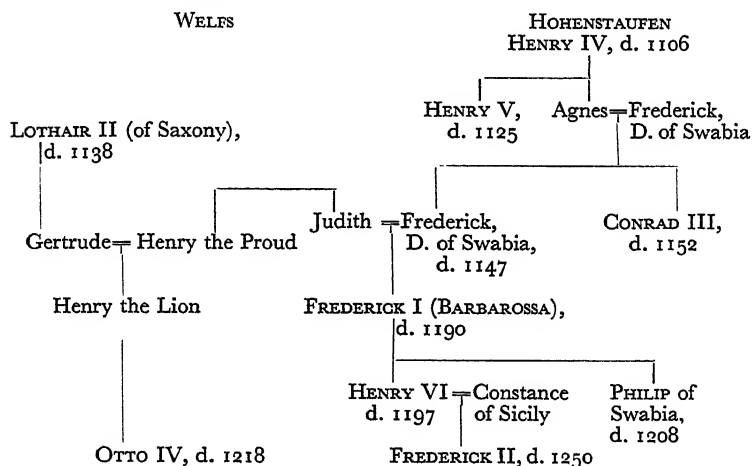 WELFS
HOHENSTAUFEN
HENRY IV, d. 1106
HENRY V,
d. 1125
Agnes=Frederick,
D. of Swabia
LOTHAIR II (of Saxony),
d. 1138
Gertrude=Henry the Proud
Judith=Frederick,
D. of Swabia,
d. 1147
CONRAD III,
d. 1152
Henry the Lion
FREDERICK I (BARBAROSSA),
d. 1190
HENRY VI=Constance
d. 1197 of Sicily
PHILIP of
Swabia,
d. 1208
OTTO IV, d. 1218
FREDERICK II, d. 1250